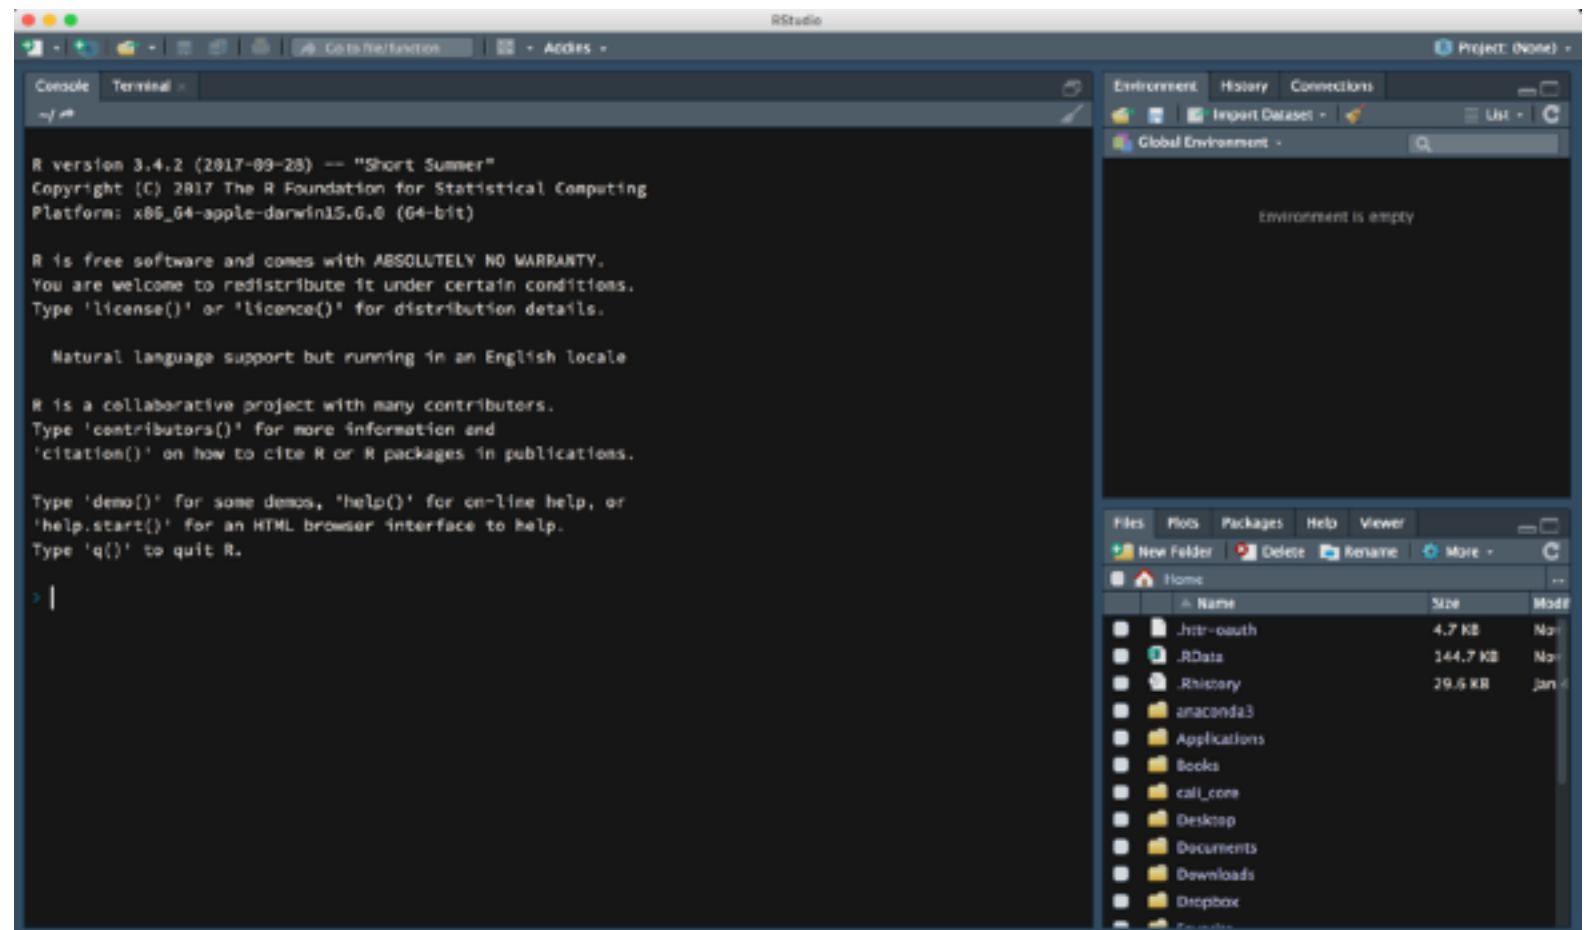 RStudio
Go to file/function
Addins
Project: (None)
Console Terminal
~/
R version 3.4.2 (2017-09-28) -- "Short Summer"
Copyright (C) 2017 The R Foundation for Statistical Computing
Platform: x86_64-apple-darwin15.6.0 (64-bit)
R is free software and comes with ABSOLUTELY NO WARRANTY.
You are welcome to redistribute it under certain conditions.
Type 'license()' or 'licence()' for distribution details.
Natural language support but running in an English locale
R is a collaborative project with many contributors.
Type 'contributors()' for more information and
'citation()' on how to cite R or R packages in publications.
Type 'demo()' for some demos, 'help()' for on-line help, or
'help.start()' for an HTML browser interface to help.
Type 'q()' to quit R.
>
Environment History Connections
Import Dataset List
Global Environment
Environment is empty
Files Plots Packages Help Viewer
New Folder Delete Rename More
Home
Name Size Modif
.httr-oauth 4.7 KB Nov
.RData 144.7 KB Nov
.Rhistory 29.6 KB Jan
anaconda3
Applications
Books
cali_core
Desktop
Documents
Downloads
Dropbox